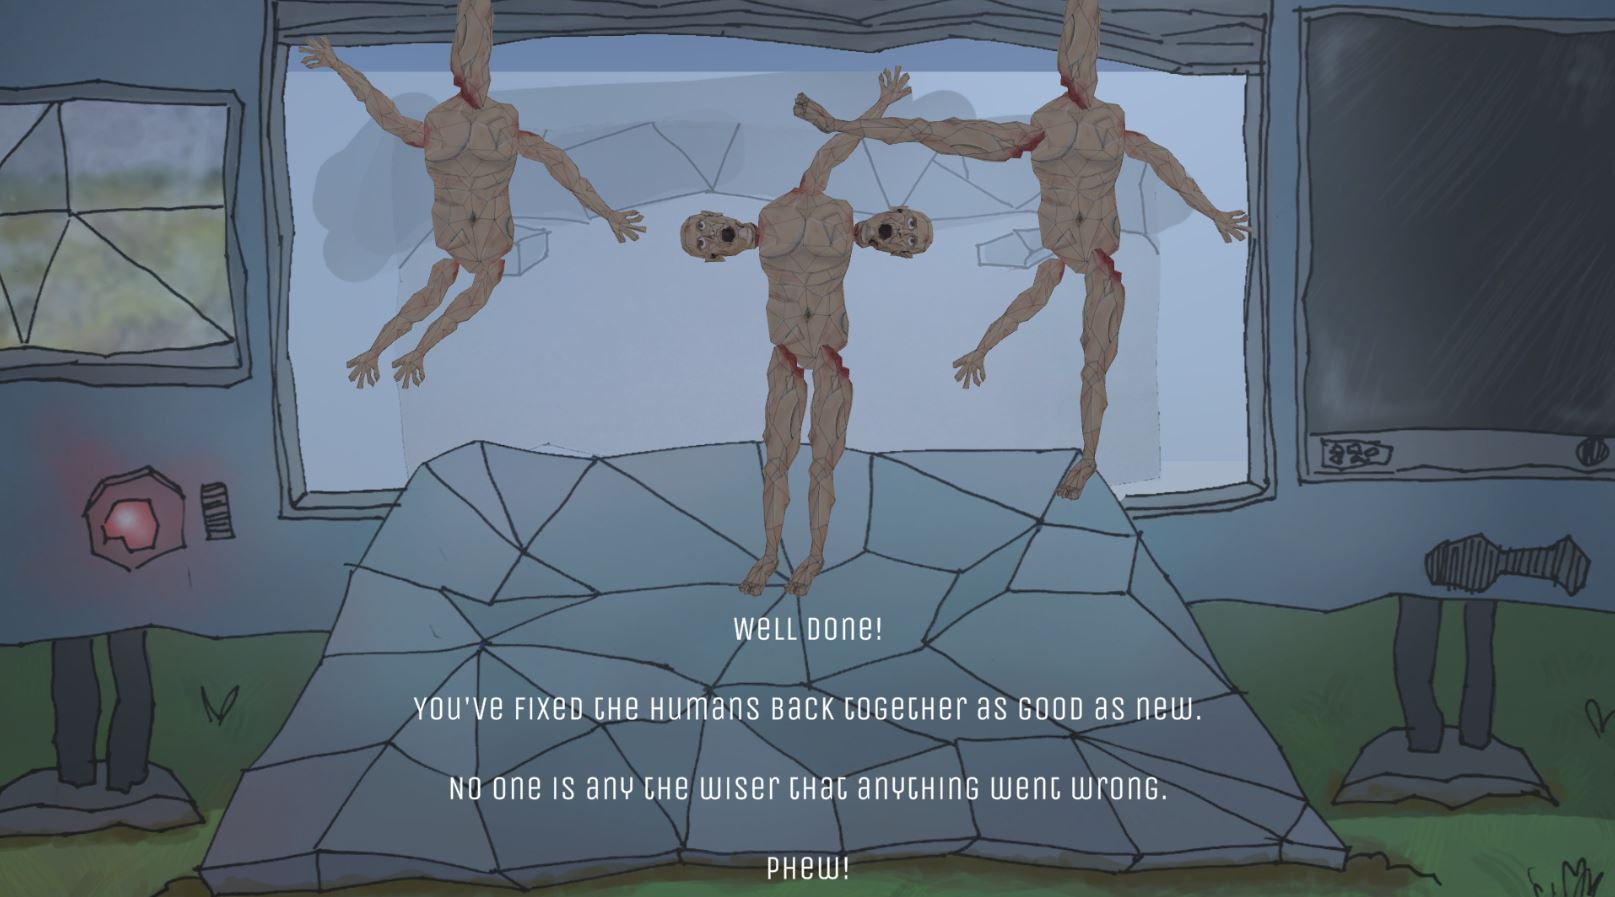 Well done!
You've fixed the humans back together as good as new.
No one is any the wiser that anything went wrong.
Phew!